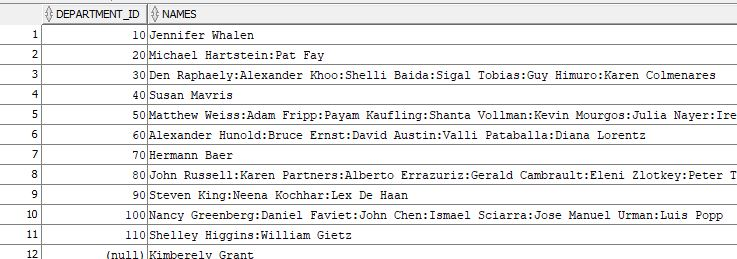 DEPARTMENT_ID NAMES
1 10 Jennifer Whalen
2 20 Michael Hartstein:Pat Fay
3 30 Den Raphaely:Alexander Khoo:Shelli Baida:Sigal Tobias:Guy Himuro:Karen Colmenares
4 40 Susan Mavris
5 50 Matthew Weiss:Adam Fripp:Payam Kaufling:Shanta Vollman:Kevin Mourgos:Julia Nayer:Ire
6 60 Alexander Hunold:Bruce Ernst:David Austin:Valli Pataballa:Diana Lorentz
7 70 Hermann Baer
8 80 John Russell:Karen Partners:Alberto Errazuriz:Gerald Cambrault:Eleni Zlotkey:Peter T
9 90 Steven King:Neena Kochhar:Lex De Haan
10 100 Nancy Greenberg:Daniel Faviet:John Chen:Ismael Sciarra:Jose Manuel Urman:Luis Popp
11 110 Shelley Higgins:William Gietz
12 (null) Kimberely Grant